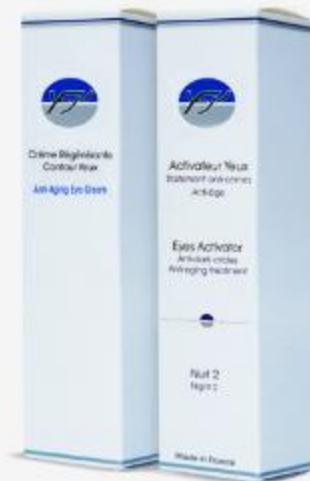 Crème Régénérante
Contour Yeux
Anti-Aging Eye Cream
Activateur Yeux
traitement anti-cernes
Anti-âge
Eyes Activator
Anti-dark circles
Anti-aging treatment
Nuit 2
Night 2
Made in France